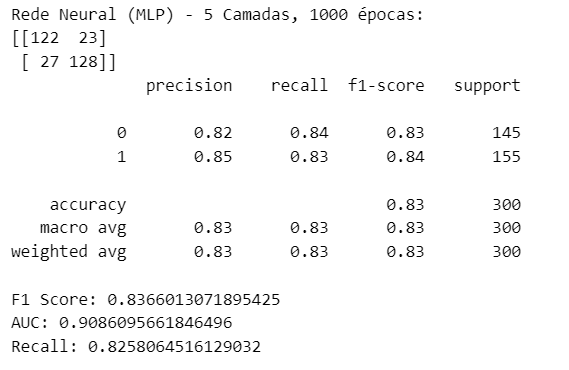 Rede Neural (MLP) - 5 Camadas, 1000 épocas:
[[122  23]
 [ 27 128]]
              precision    recall  f1-score   support

           0       0.82      0.84      0.83       145
           1       0.85      0.83      0.84       155

    accuracy                           0.83       300
   macro avg       0.83      0.83      0.83       300
weighted avg       0.83      0.83      0.83       300

F1 Score: 0.8366013071895425
AUC: 0.9086095661846496
Recall: 0.8258064516129032